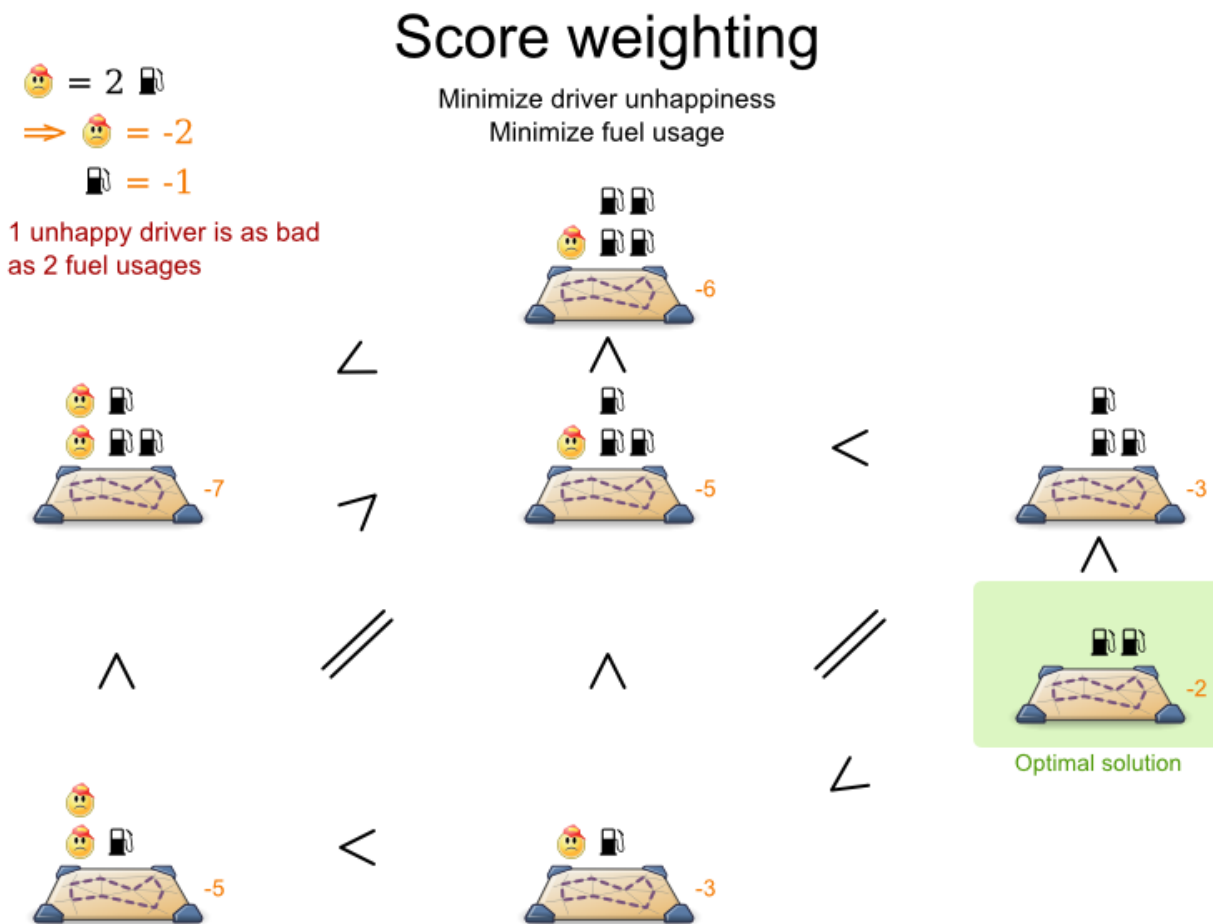 Score weighting
Minimize driver unhappiness
Minimize fuel usage
= 2
⇒ = -2
= -1
1 unhappy driver is as bad
as 2 fuel usages
-6
<
<
-7
<
-5
<
-3
<
<
=
<
=
-2
Optimal solution
<
-5
<
-3